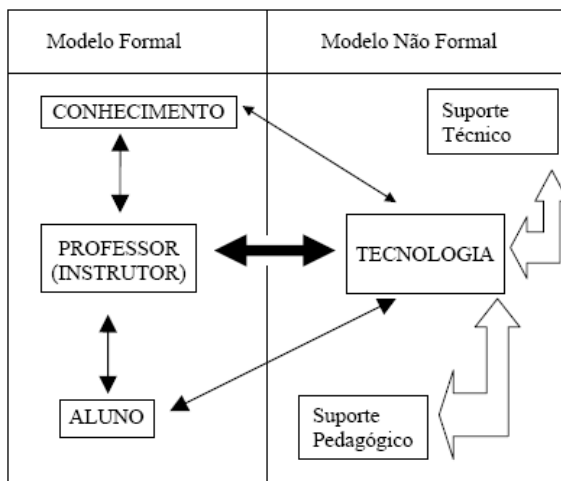 Modelo Formal
Modelo Não Formal
CONHECIMENTO
Suporte
Técnico
PROFESSOR
(INSTRUTOR)
TECNOLOGIA
ALUNO
Suporte
Pedagógico